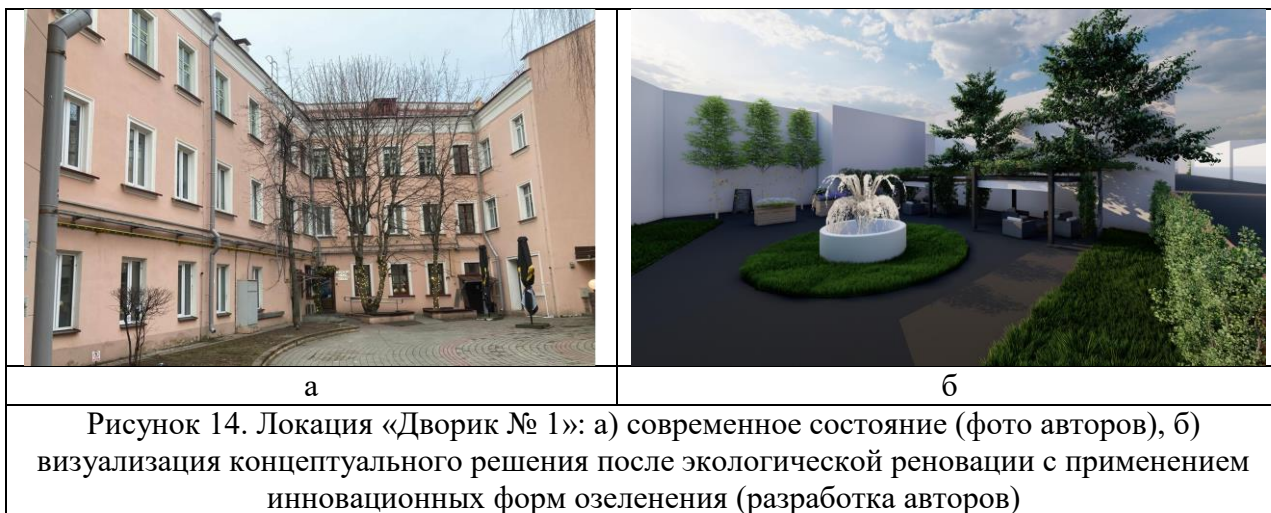 а
б
Рисунок 14. Локация «Дворик № 1»: а) современное состояние (фото авторов), б)
визуализация концептуального решения после экологической реновации с применением
инновационных форм озеленения (разработка авторов)